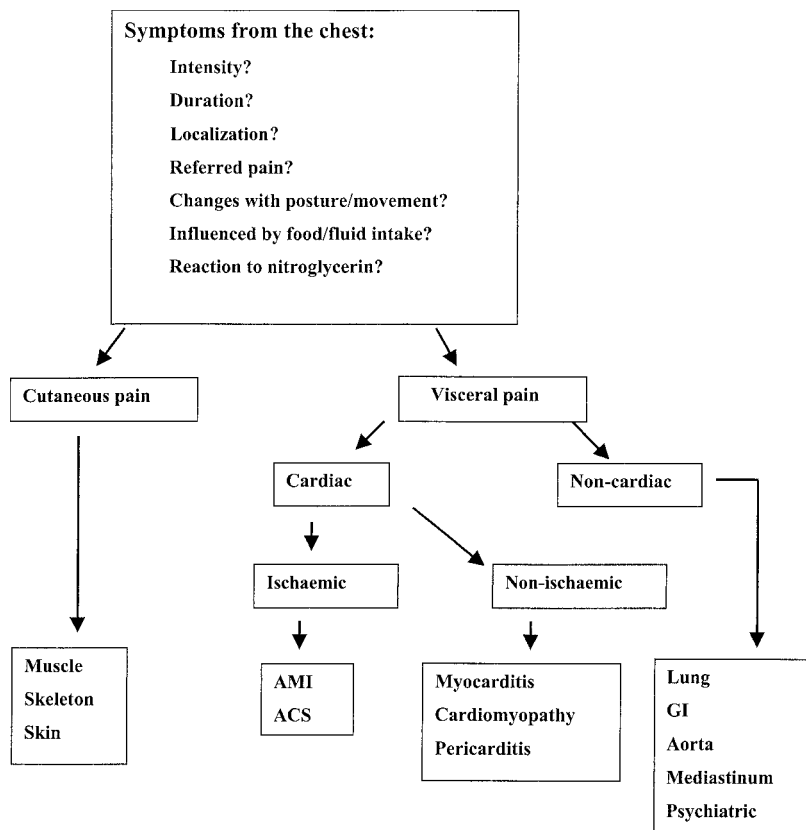 Symptoms from the chest:
Intensity?
Duration?
Localization?
Referred pain?
Changes with posture/movement?
Influenced by food/fluid intake?
Reaction to nitroglycerin?
Cutaneous pain
Visceral pain
Cardiac
Non-cardiac
Ischaemic
Non-ischaemic
Muscle
Skeleton
Skin
AMI
ACS
Myocarditis
Cardiomyopathy
Pericarditis
Lung
GI
Aorta
Mediastinum
Psychiatric